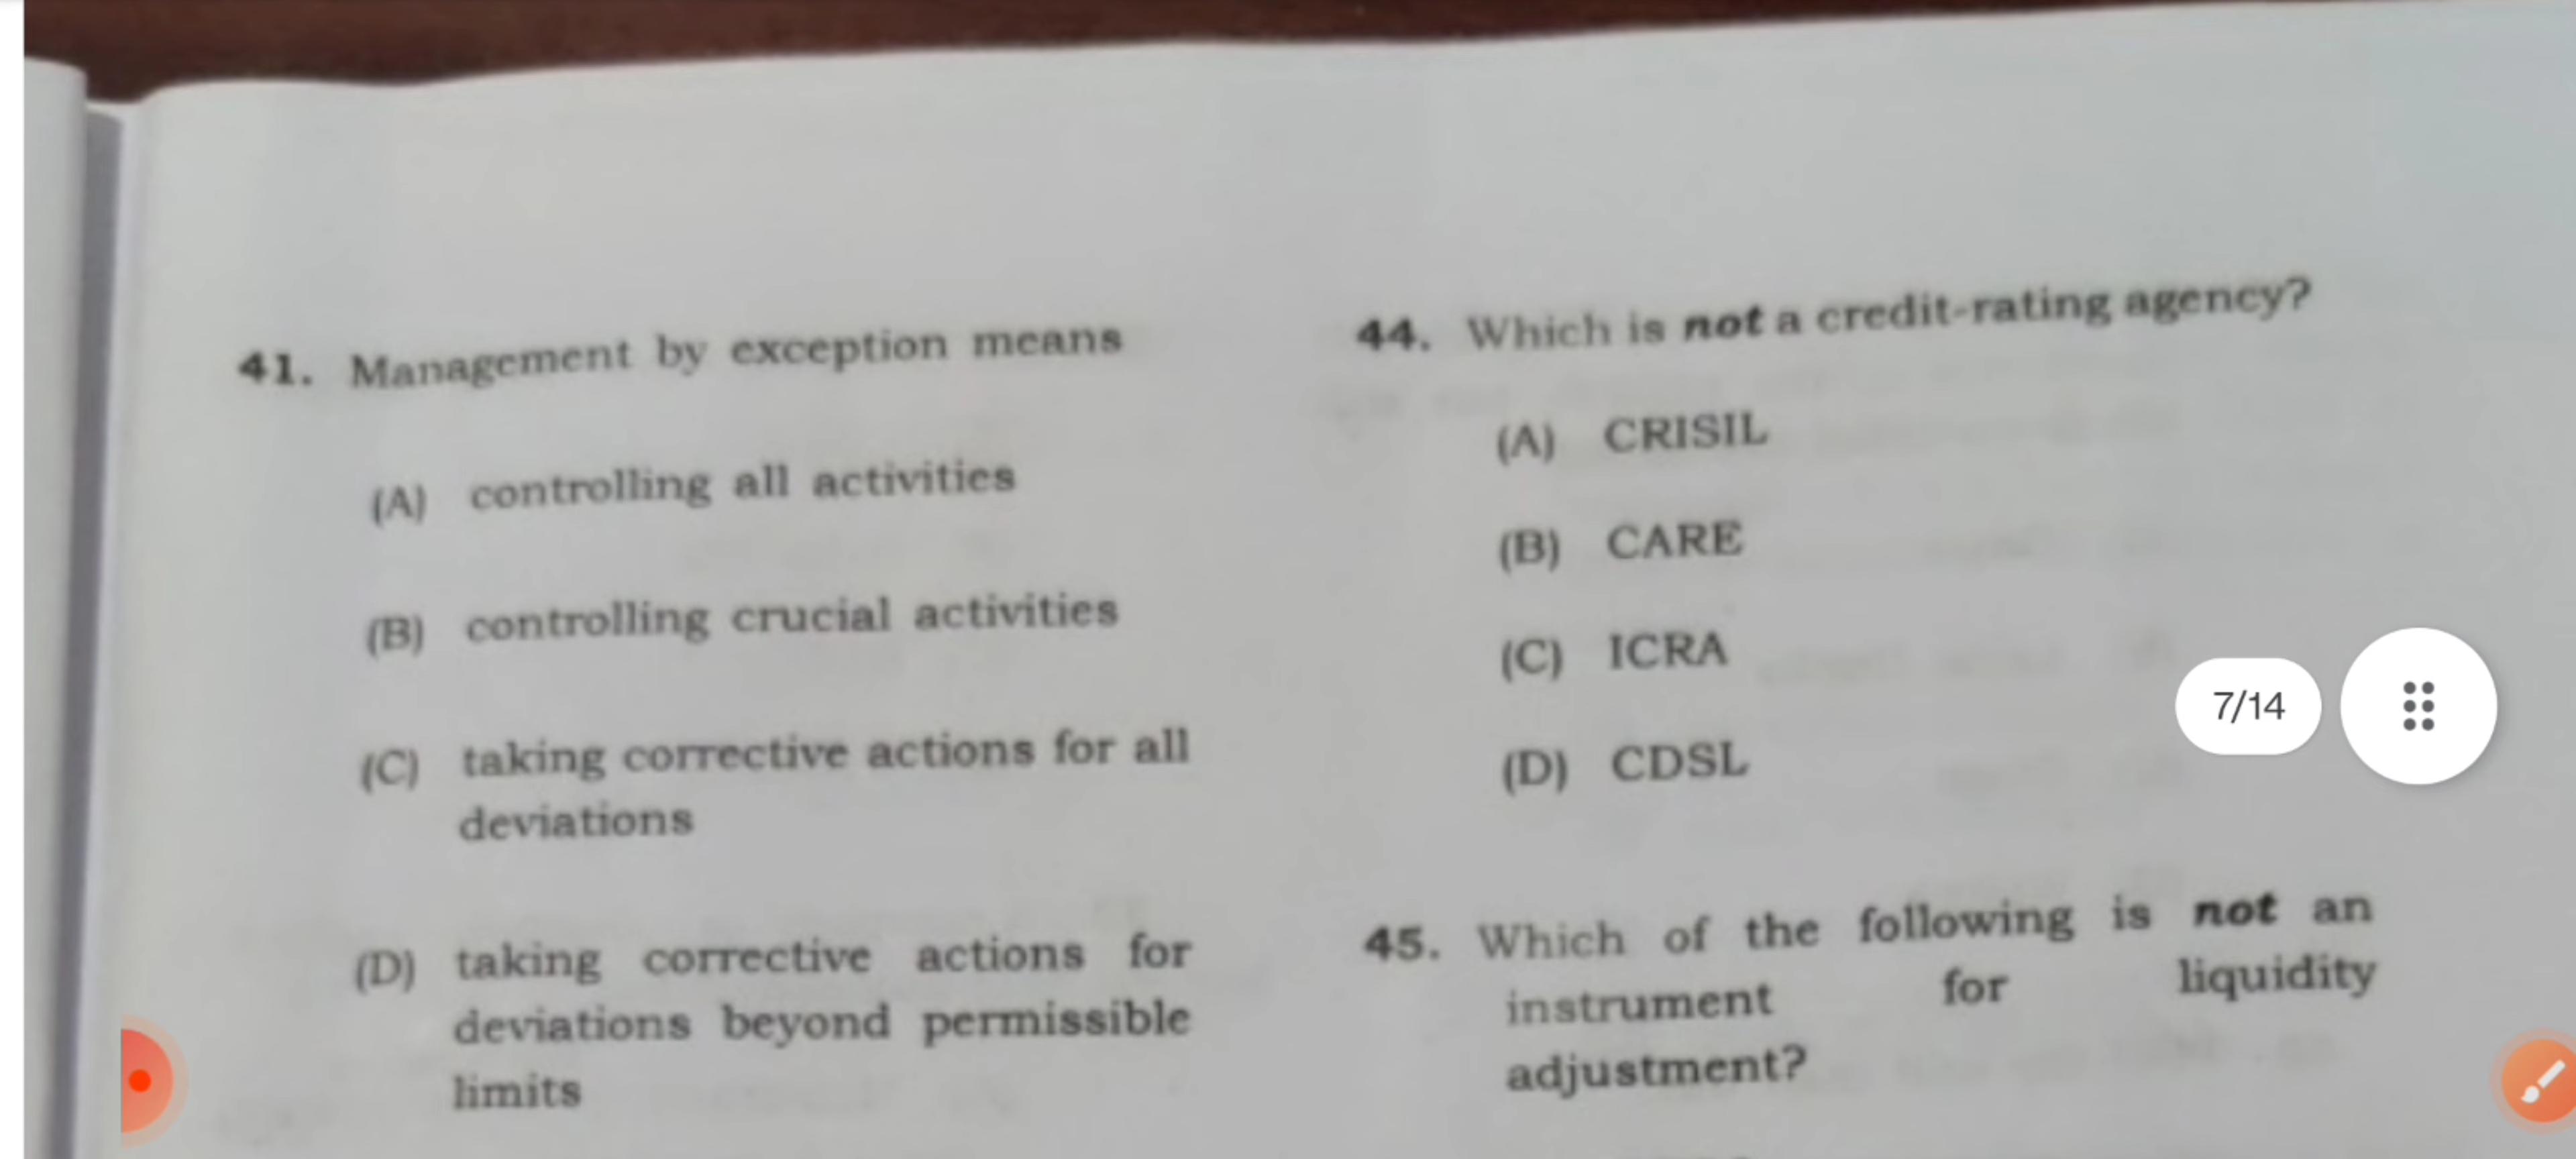 41. Management by exception means
(A) controlling all activities
(B) controlling crucial activities
(C) taking corrective actions for all
deviations
(D) taking corrective actions for
deviations beyond permissible
limits
44. Which is not a credit-rating agency?
(A) CRISIL
(B) CARE
(C) ICRA
(D) CDSL
45. Which of the following is not an
instrument for liquidity
adjustment?
7/14